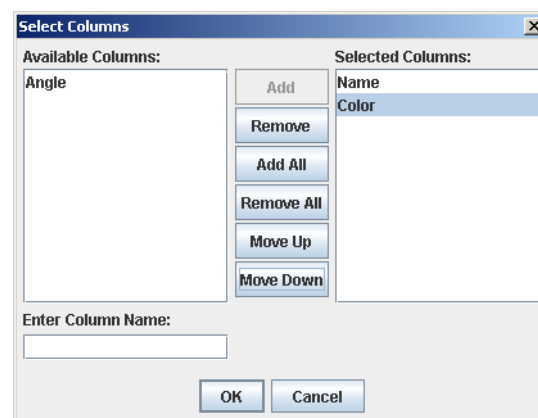 Select Columns
Available Columns:
Selected Columns:
Angle
Add
Remove
Add All
Remove All
Move Up
Move Down
Name
Color
Enter Column Name:
OK
Cancel